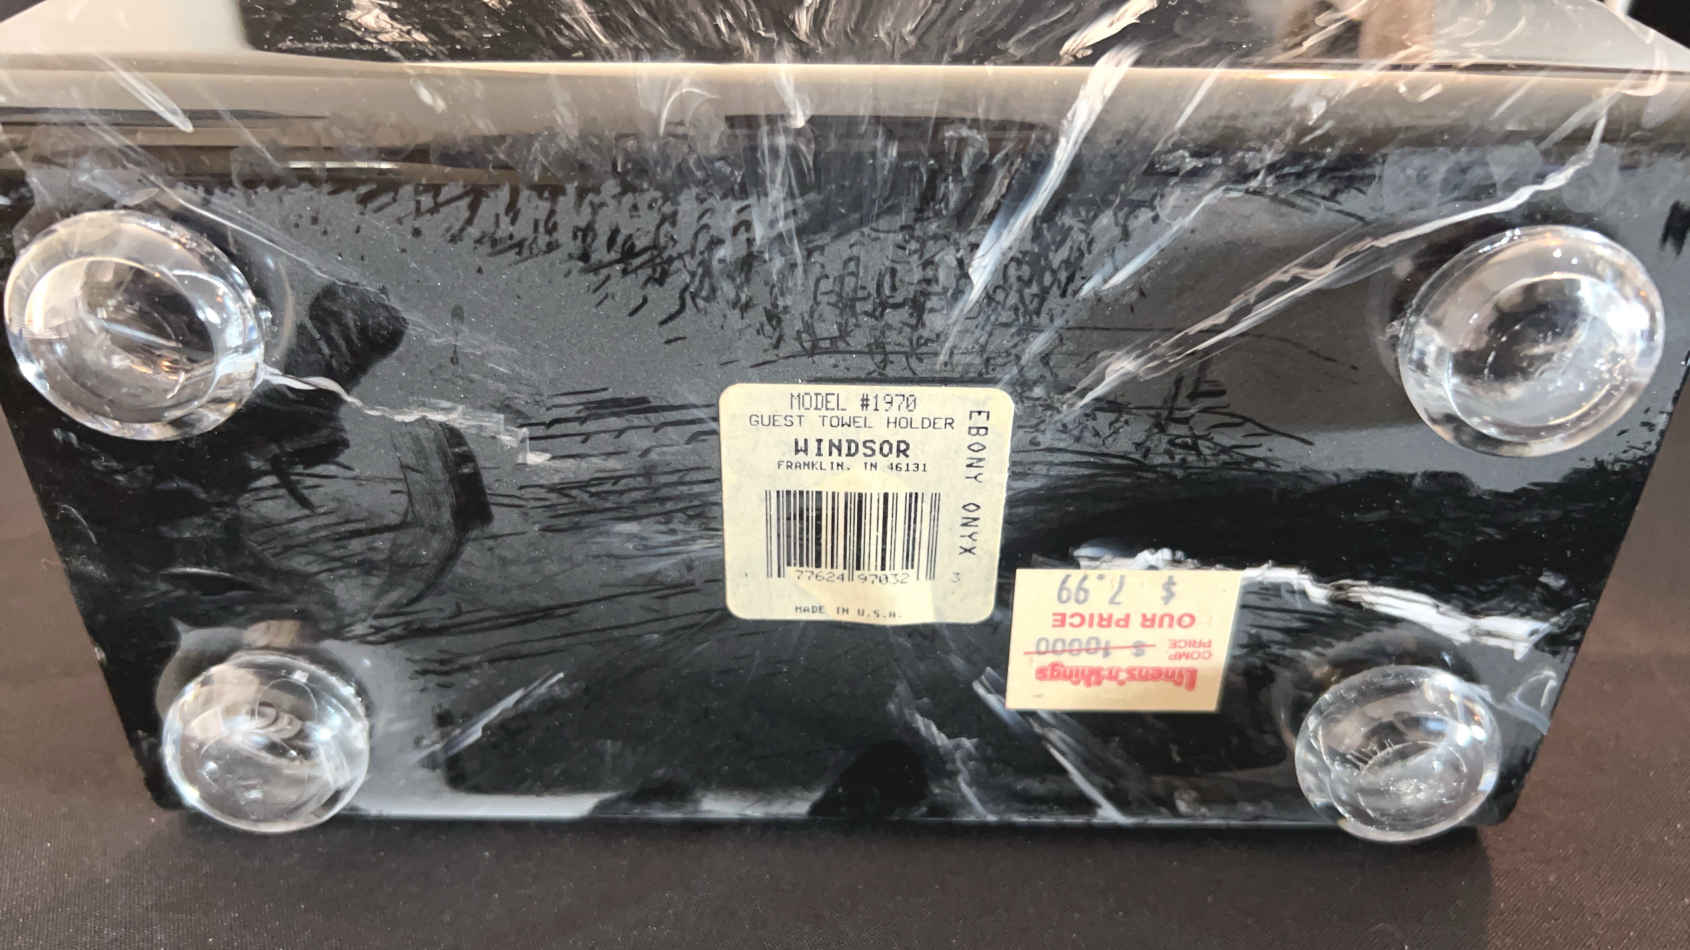 MODEL #1970
GUEST TOWEL HOLDER
WINDSOR
FRANKLIN, IN 46131
EBONY ONYX
77624 97032 3
MADE IN U.S.A.
Linens 'n Things
COMP. PRICE $ 10000
OUR PRICE
$ 7.99